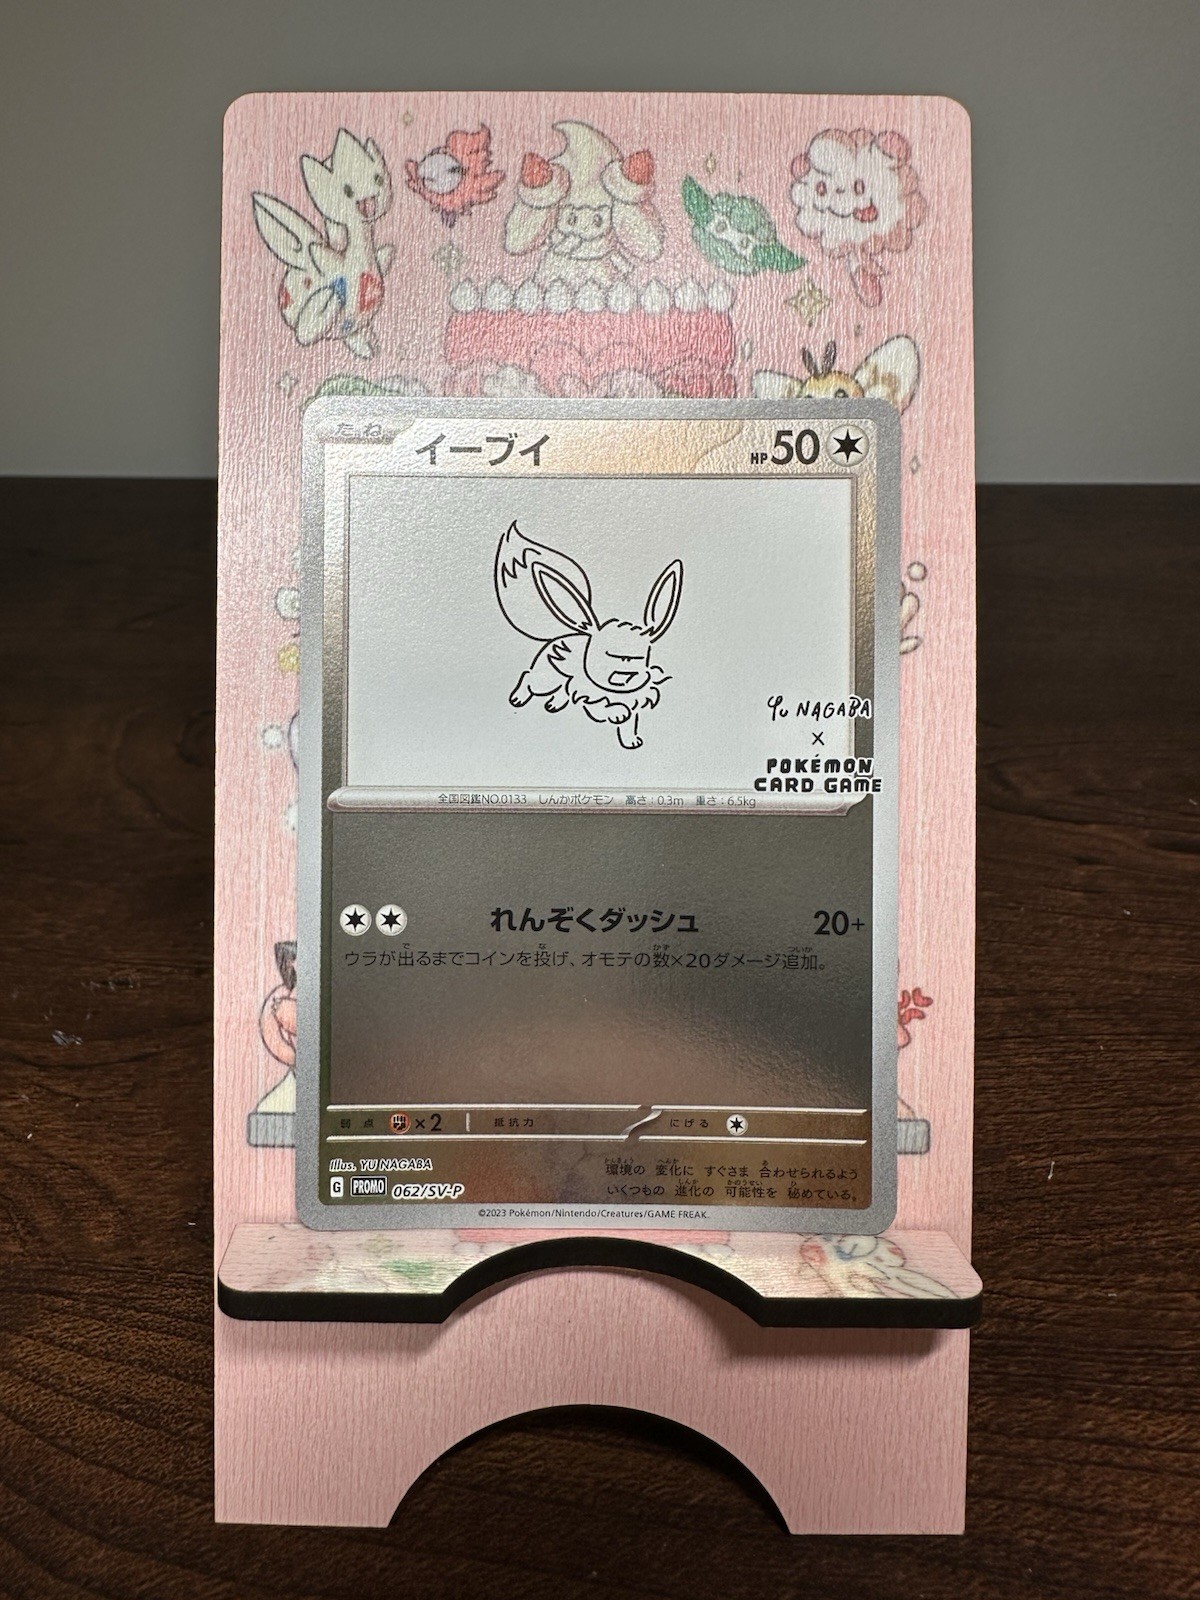 たね
イーブイ
HP 50
Yu NAGABA
×
POKÉMON
CARD GAME
全国図鑑NO.0133 しんかポケモン 高さ:0.3m 重さ:6.5kg
れんぞくダッシュ 20+
ウラが出るまでコインを投げ、オモテの数×20ダメージ追加。
弱点 ×2 抵抗力 にげる
Illus. YU NAGABA
G PROMO 062/SV-P
環境の 変化に すぐさま 合わせられるよう
いくつもの 進化の 可能性を 秘めている。
©2023 Pokémon/Nintendo/Creatures/GAME FREAK.